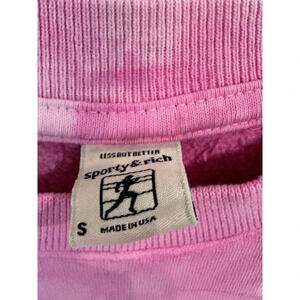 LESS BUT BETTER
sporty & rich
S
MADE IN USA